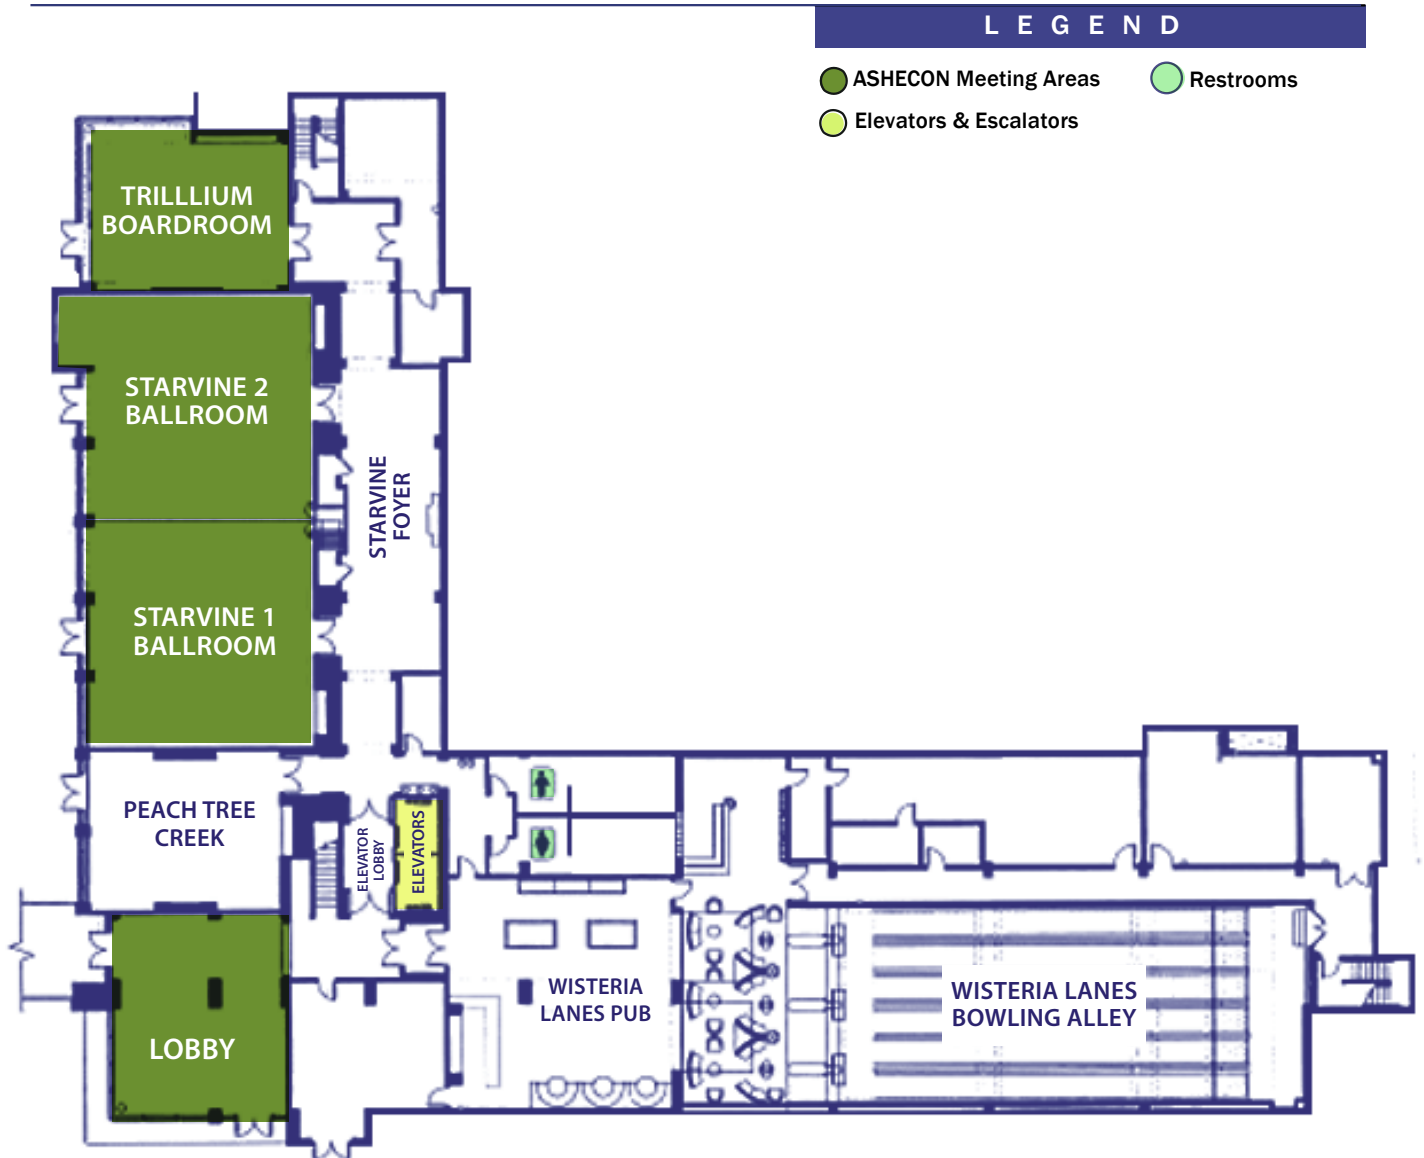 LEGEND
ASHECON Meeting Areas
Restrooms
Elevators & Escalators
TRILLLIUM
BOARDROOM
STARVINE 2
BALLROOM
STARVINE
FOYER
STARVINE 1
BALLROOM
PEACH TREE
CREEK
ELEVATOR
LOBBY
ELEVATORS
LOBBY
WISTERIA
LANES PUB
WISTERIA LANES
BOWLING ALLEY